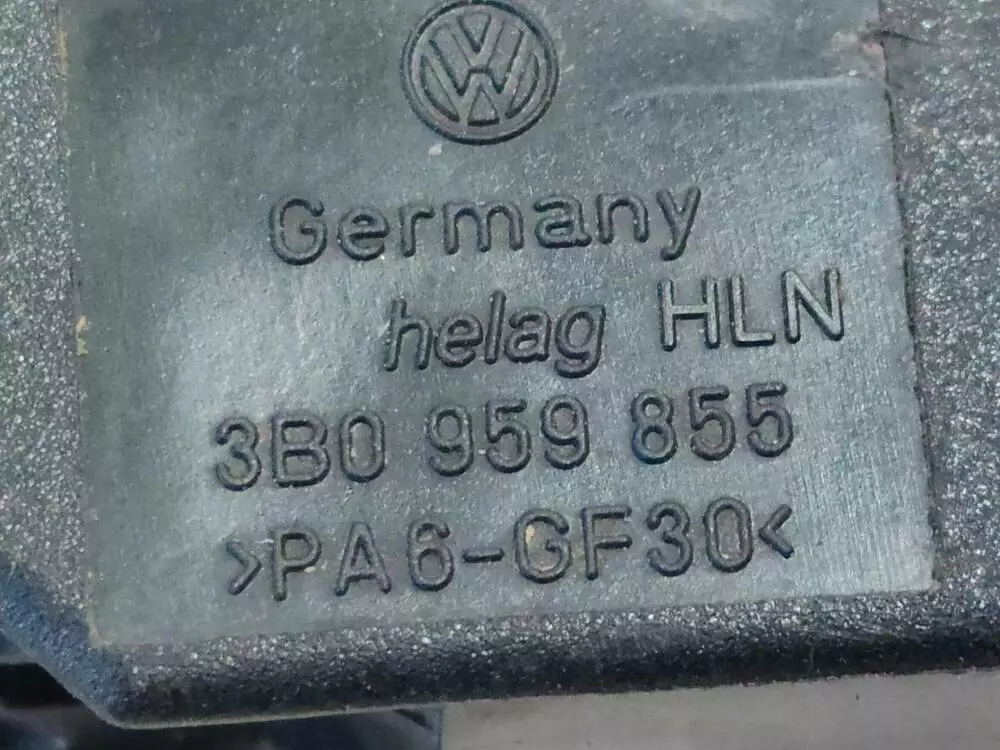 Germany
helag HLN
3B0 959 855
>PA6-GF30<